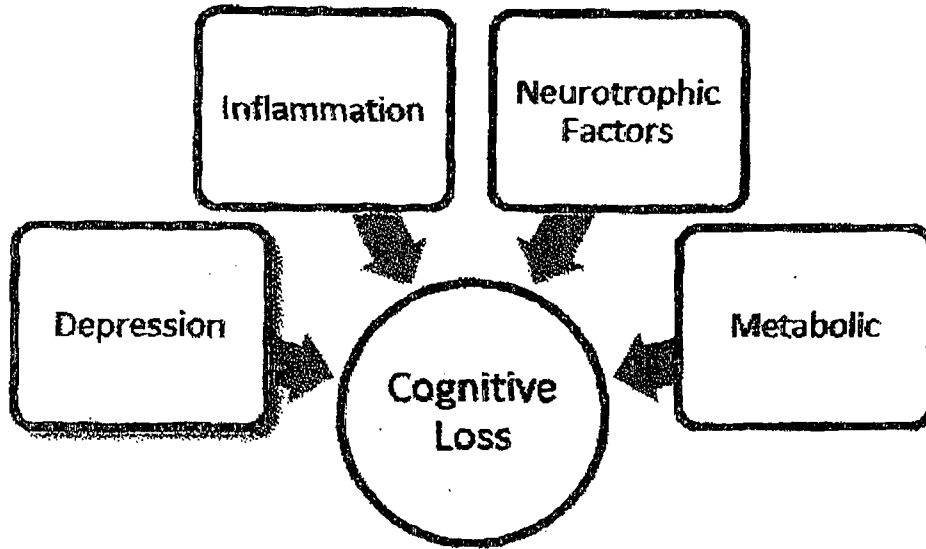 Inflammation
Neurotrophic
Factors
Depression
Metabolic
Cognitive
Loss